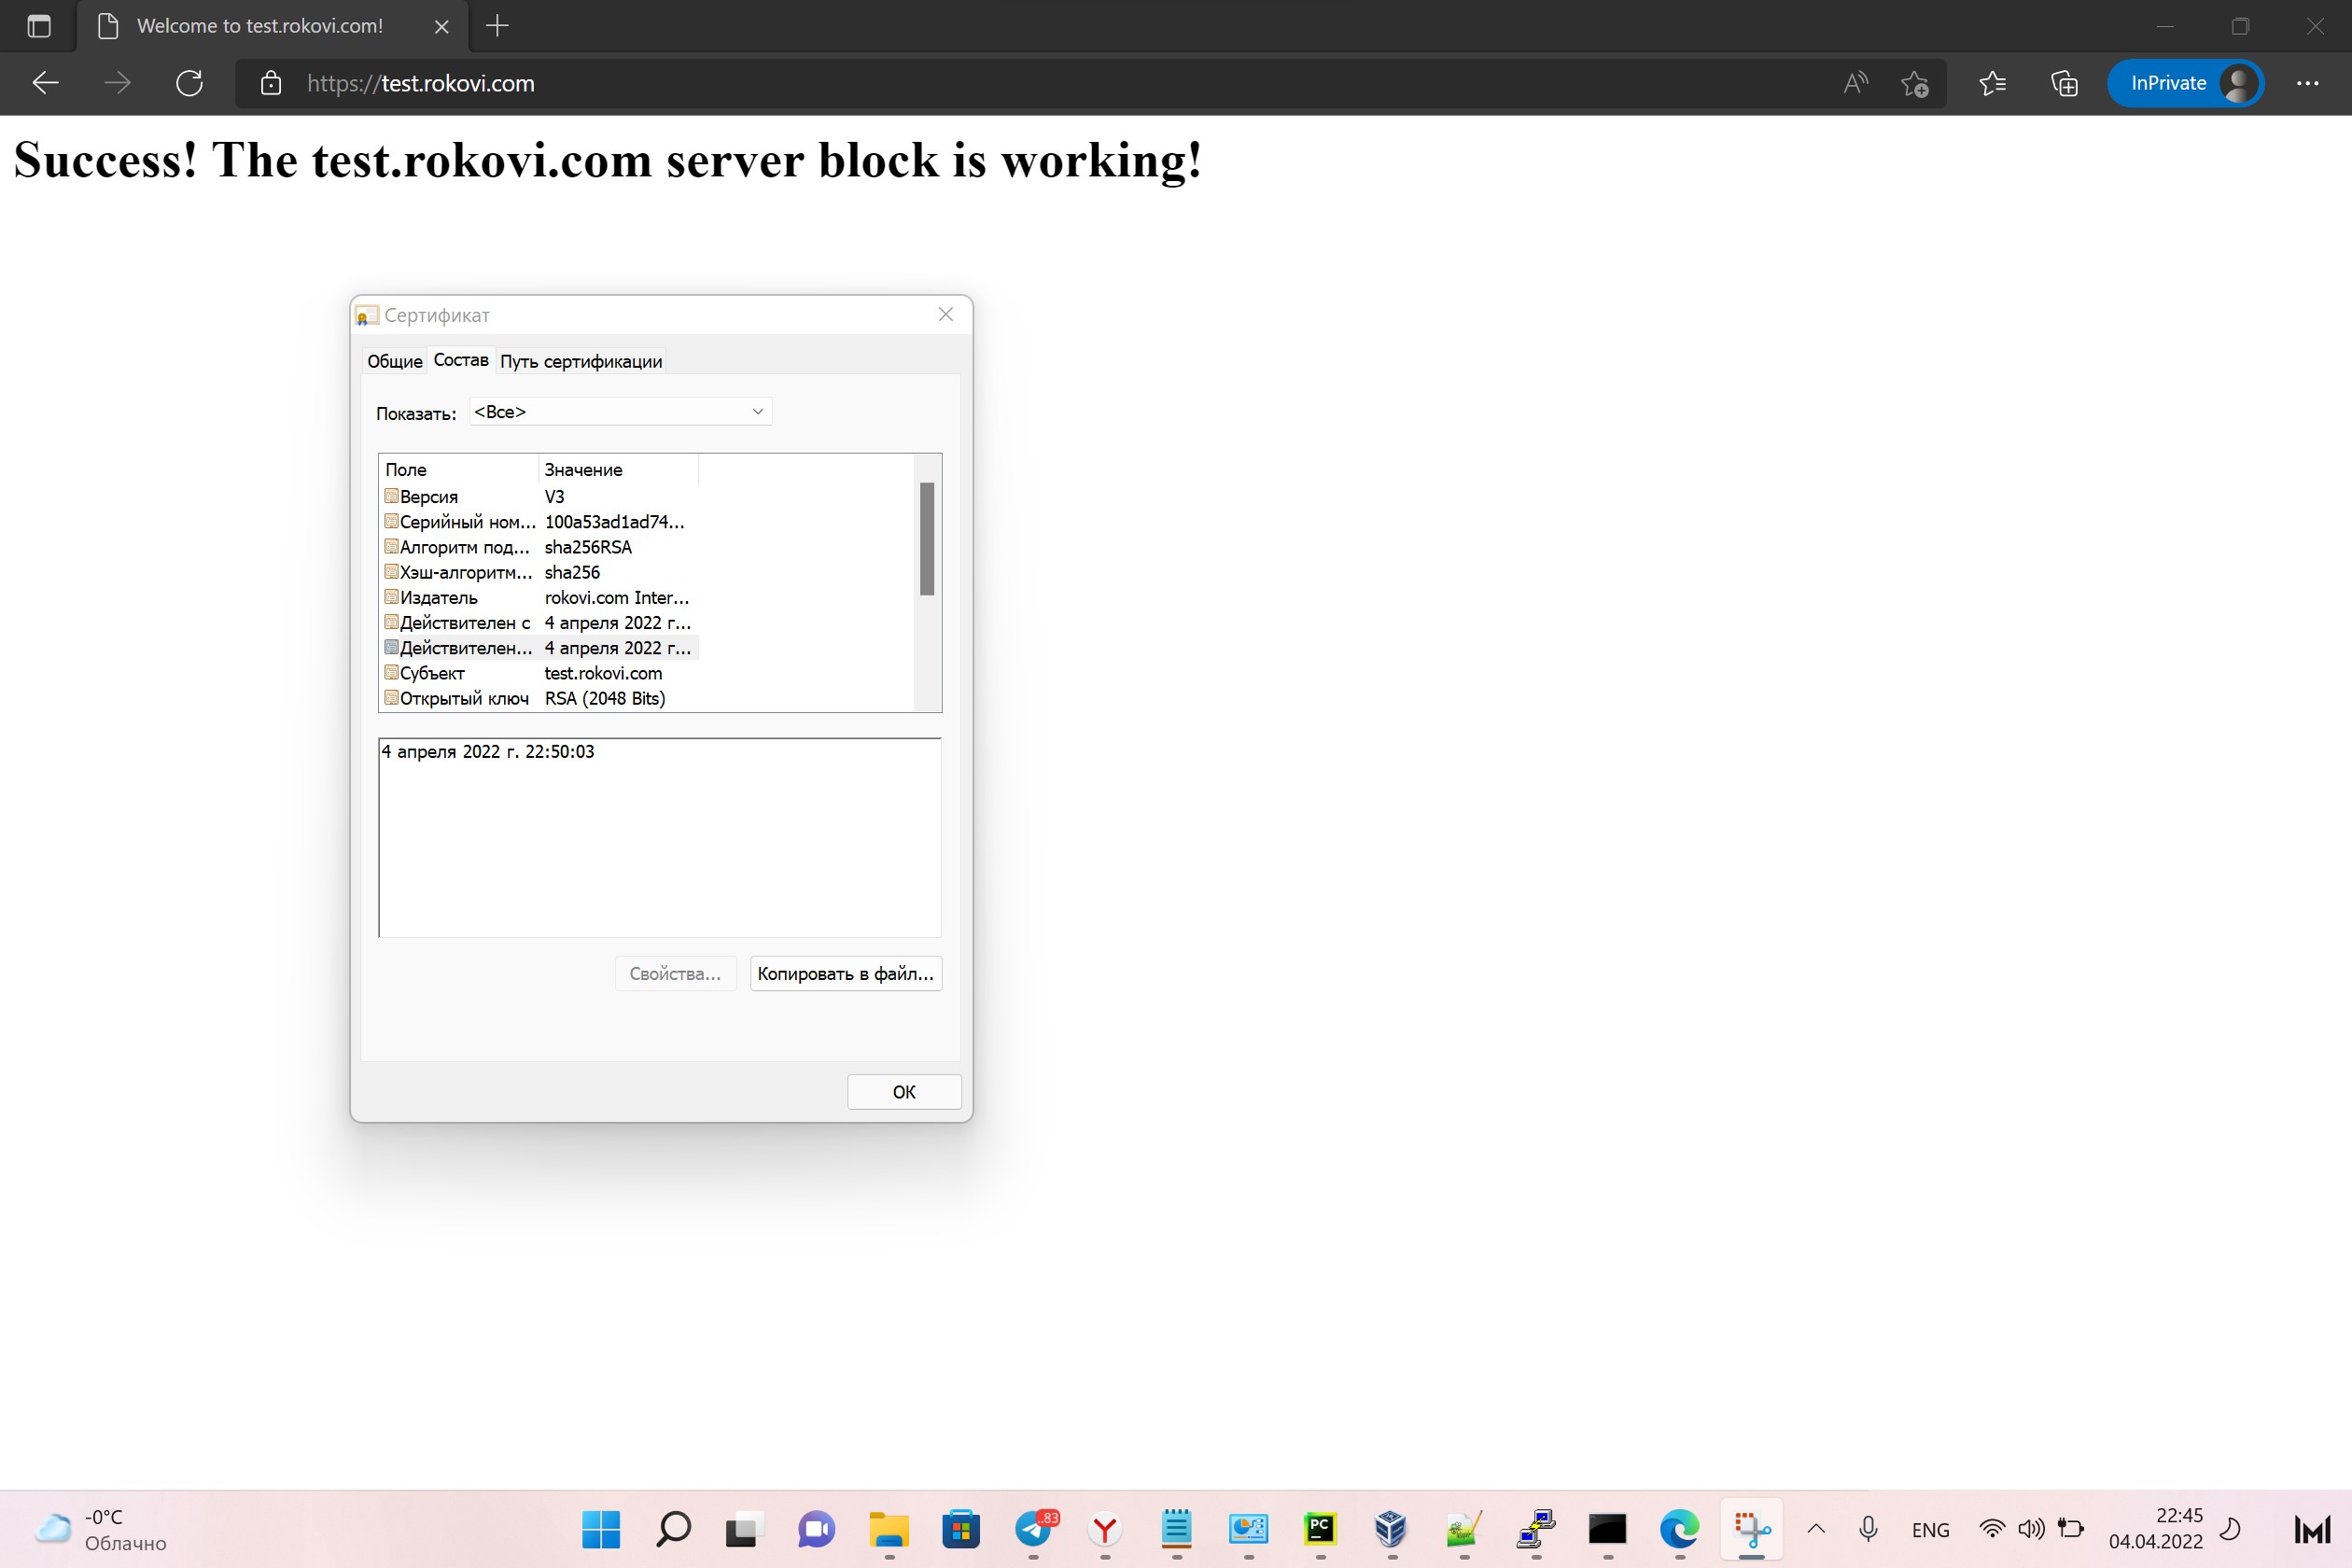 Welcome to test.rokovi.com!
https://test.rokovi.com
InPrivate
Success! The test.rokovi.com server block is working!
Сертификат
Общие Состав Путь сертификации
Показать: <Все>
Поле Значение
Версия V3
Серийный ном... 100a53ad1ad74...
Алгоритм под... sha256RSA
Хэш-алгоритм... sha256
Издатель rokovi.com Inter...
Действителен с 4 апреля 2022 г...
Действителен... 4 апреля 2022 г...
Субъект test.rokovi.com
Открытый ключ RSA (2048 Bits)
4 апреля 2022 г. 22:50:03
Свойства... Копировать в файл...
ОК
-0°C
Облачно
..83
PC
ENG
22:45
04.04.2022